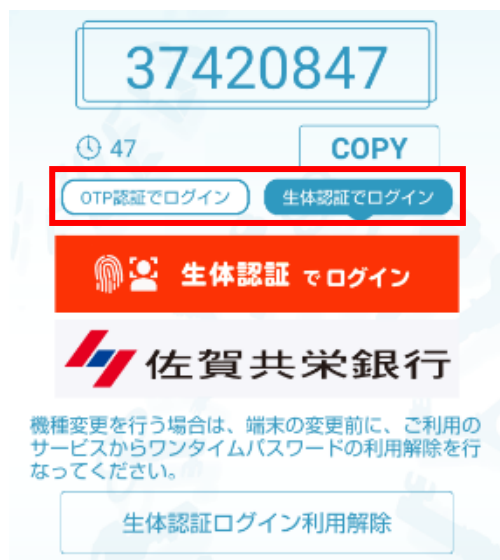 37420847
47
COPY
OTP認証でログイン
生体認証でログイン
生体認証 でログイン
佐賀共栄銀行
機種変更を行う場合は、端末の変更前に、ご利用の
サービスからワンタイムパスワードの利用解除を行
なってください。
生体認証ログイン利用解除